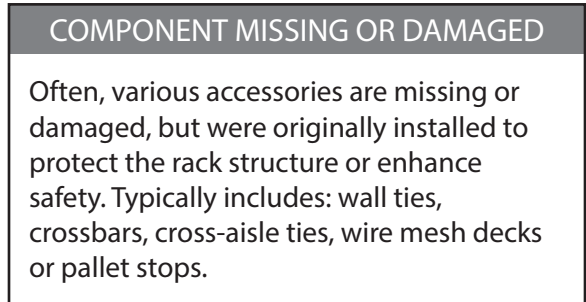 COMPONENT MISSING OR DAMAGED
Often, various accessories are missing or
damaged, but were originally installed to
protect the rack structure or enhance
safety. Typically includes: wall ties,
crossbars, cross-aisle ties, wire mesh decks
or pallet stops.